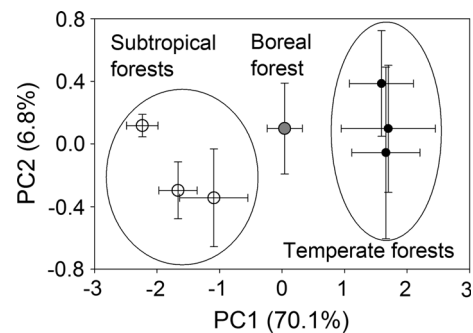 Subtropical
forests
Boreal
forest
Temperate forests
PC2 (6.8%)
0.8
0.4
0.0
-0.4
-0.8
-3 -2 -1 0 1 2 3
PC1 (70.1%)